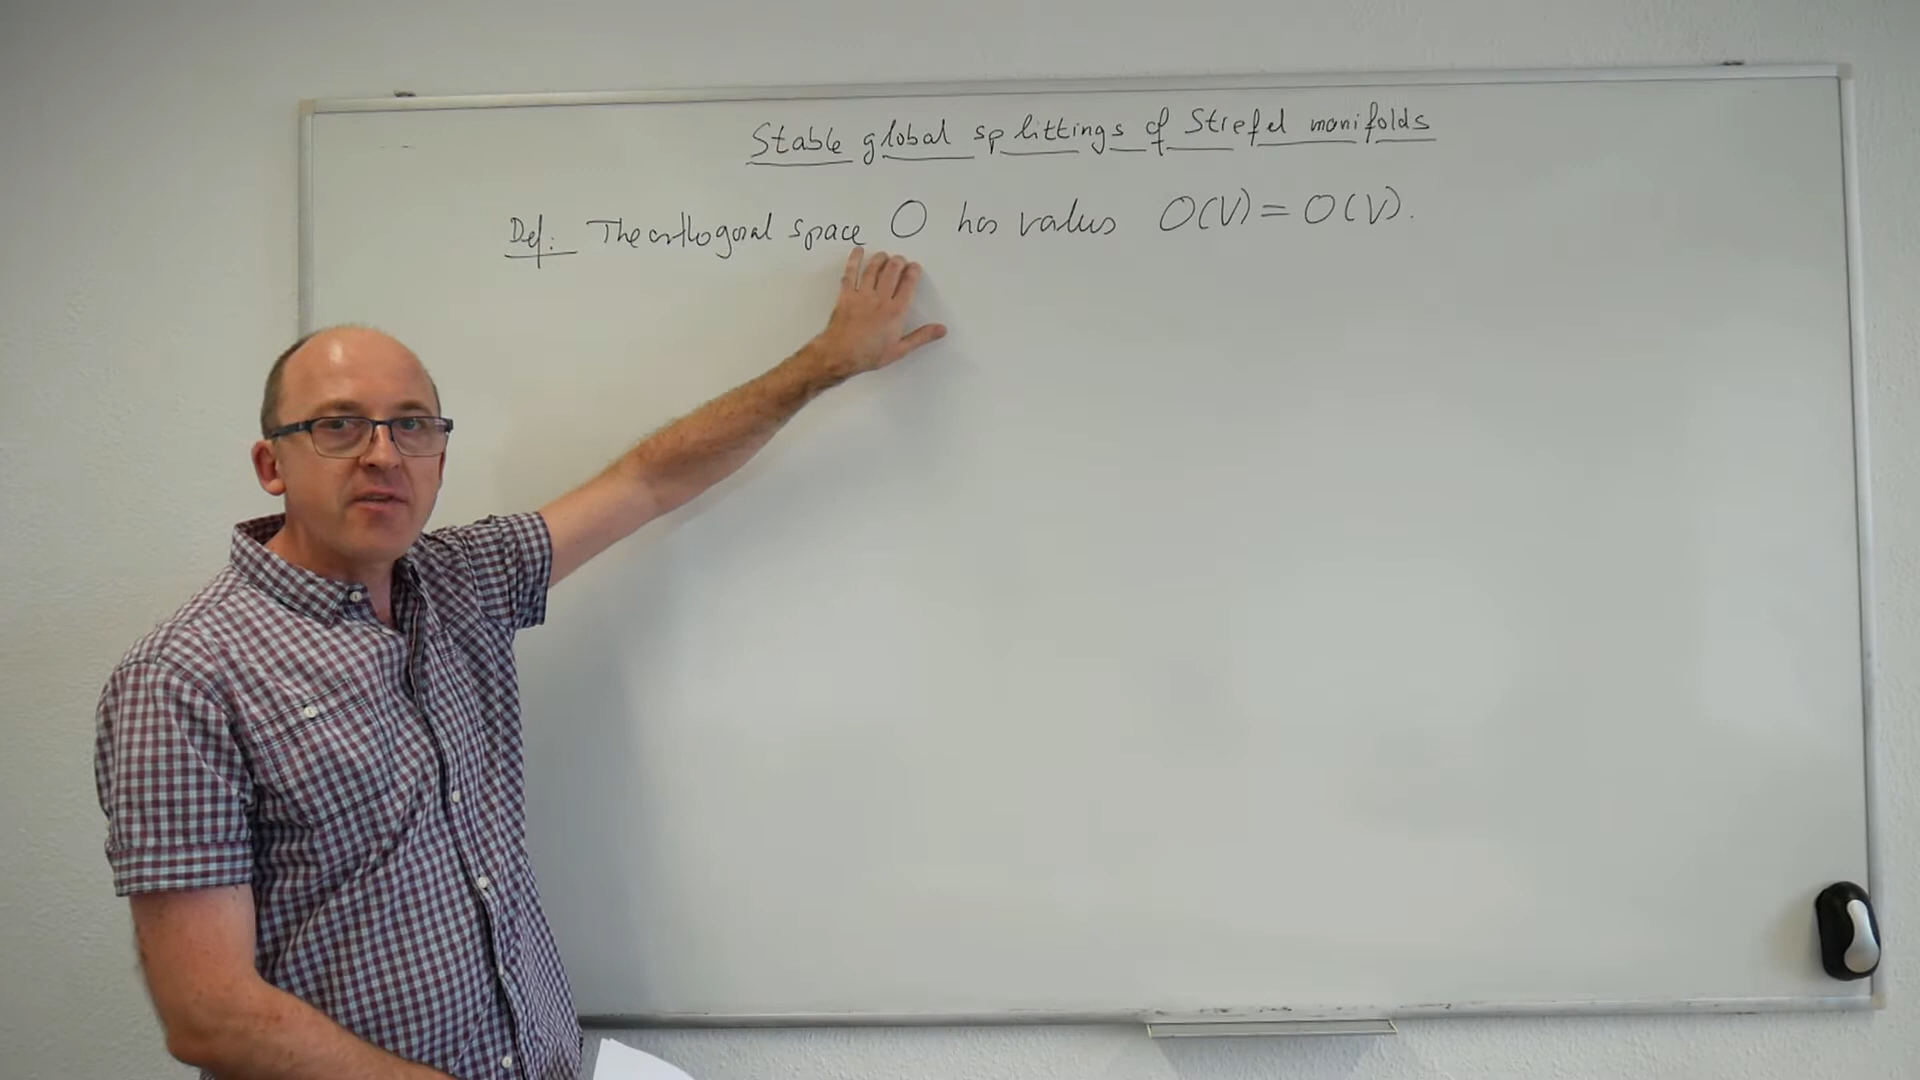 Stable global splittings of Stiefel manifolds
Def: The orthogonal space O has values O(V) = O(V).